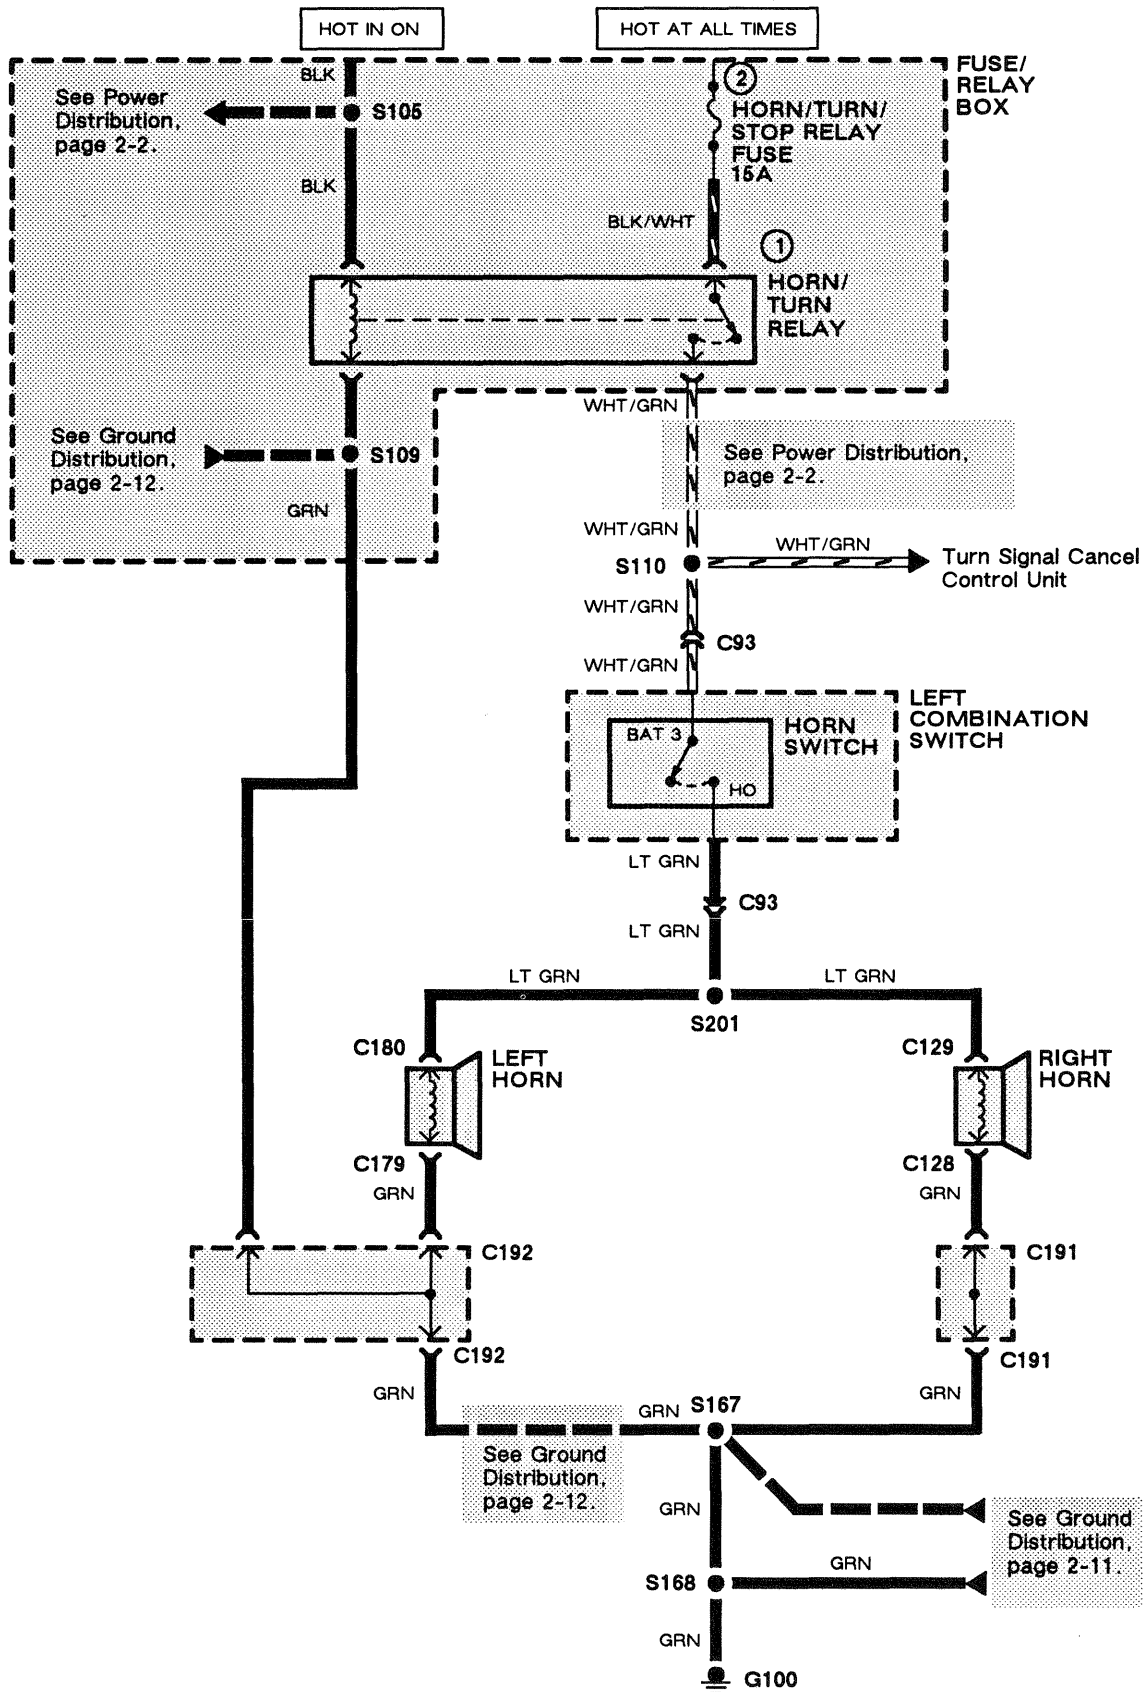 HOT IN ON
HOT AT ALL TIMES
FUSE/
RELAY
BOX
BLK
See Power
Distribution,
page 2-2.
S105
2
HORN/TURN/
STOP RELAY
FUSE
15A
BLK
BLK/WHT
1
HORN/
TURN
RELAY
WHT/GRN
See Ground
Distribution,
page 2-12.
S109
See Power Distribution,
page 2-2.
GRN
WHT/GRN
S110
WHT/GRN
Turn Signal Cancel
Control Unit
WHT/GRN
C93
WHT/GRN
LEFT
COMBINATION
SWITCH
BAT 3
HORN
SWITCH
HO
LT GRN
C93
LT GRN
LT GRN
LT GRN
S201
C180
LEFT
HORN
C129
RIGHT
HORN
C179
GRN
C128
GRN
C192
C191
C192
C191
GRN
GRN
S167
GRN
See Ground
Distribution,
page 2-12.
GRN
See Ground
Distribution,
page 2-11.
S168
GRN
GRN
G100